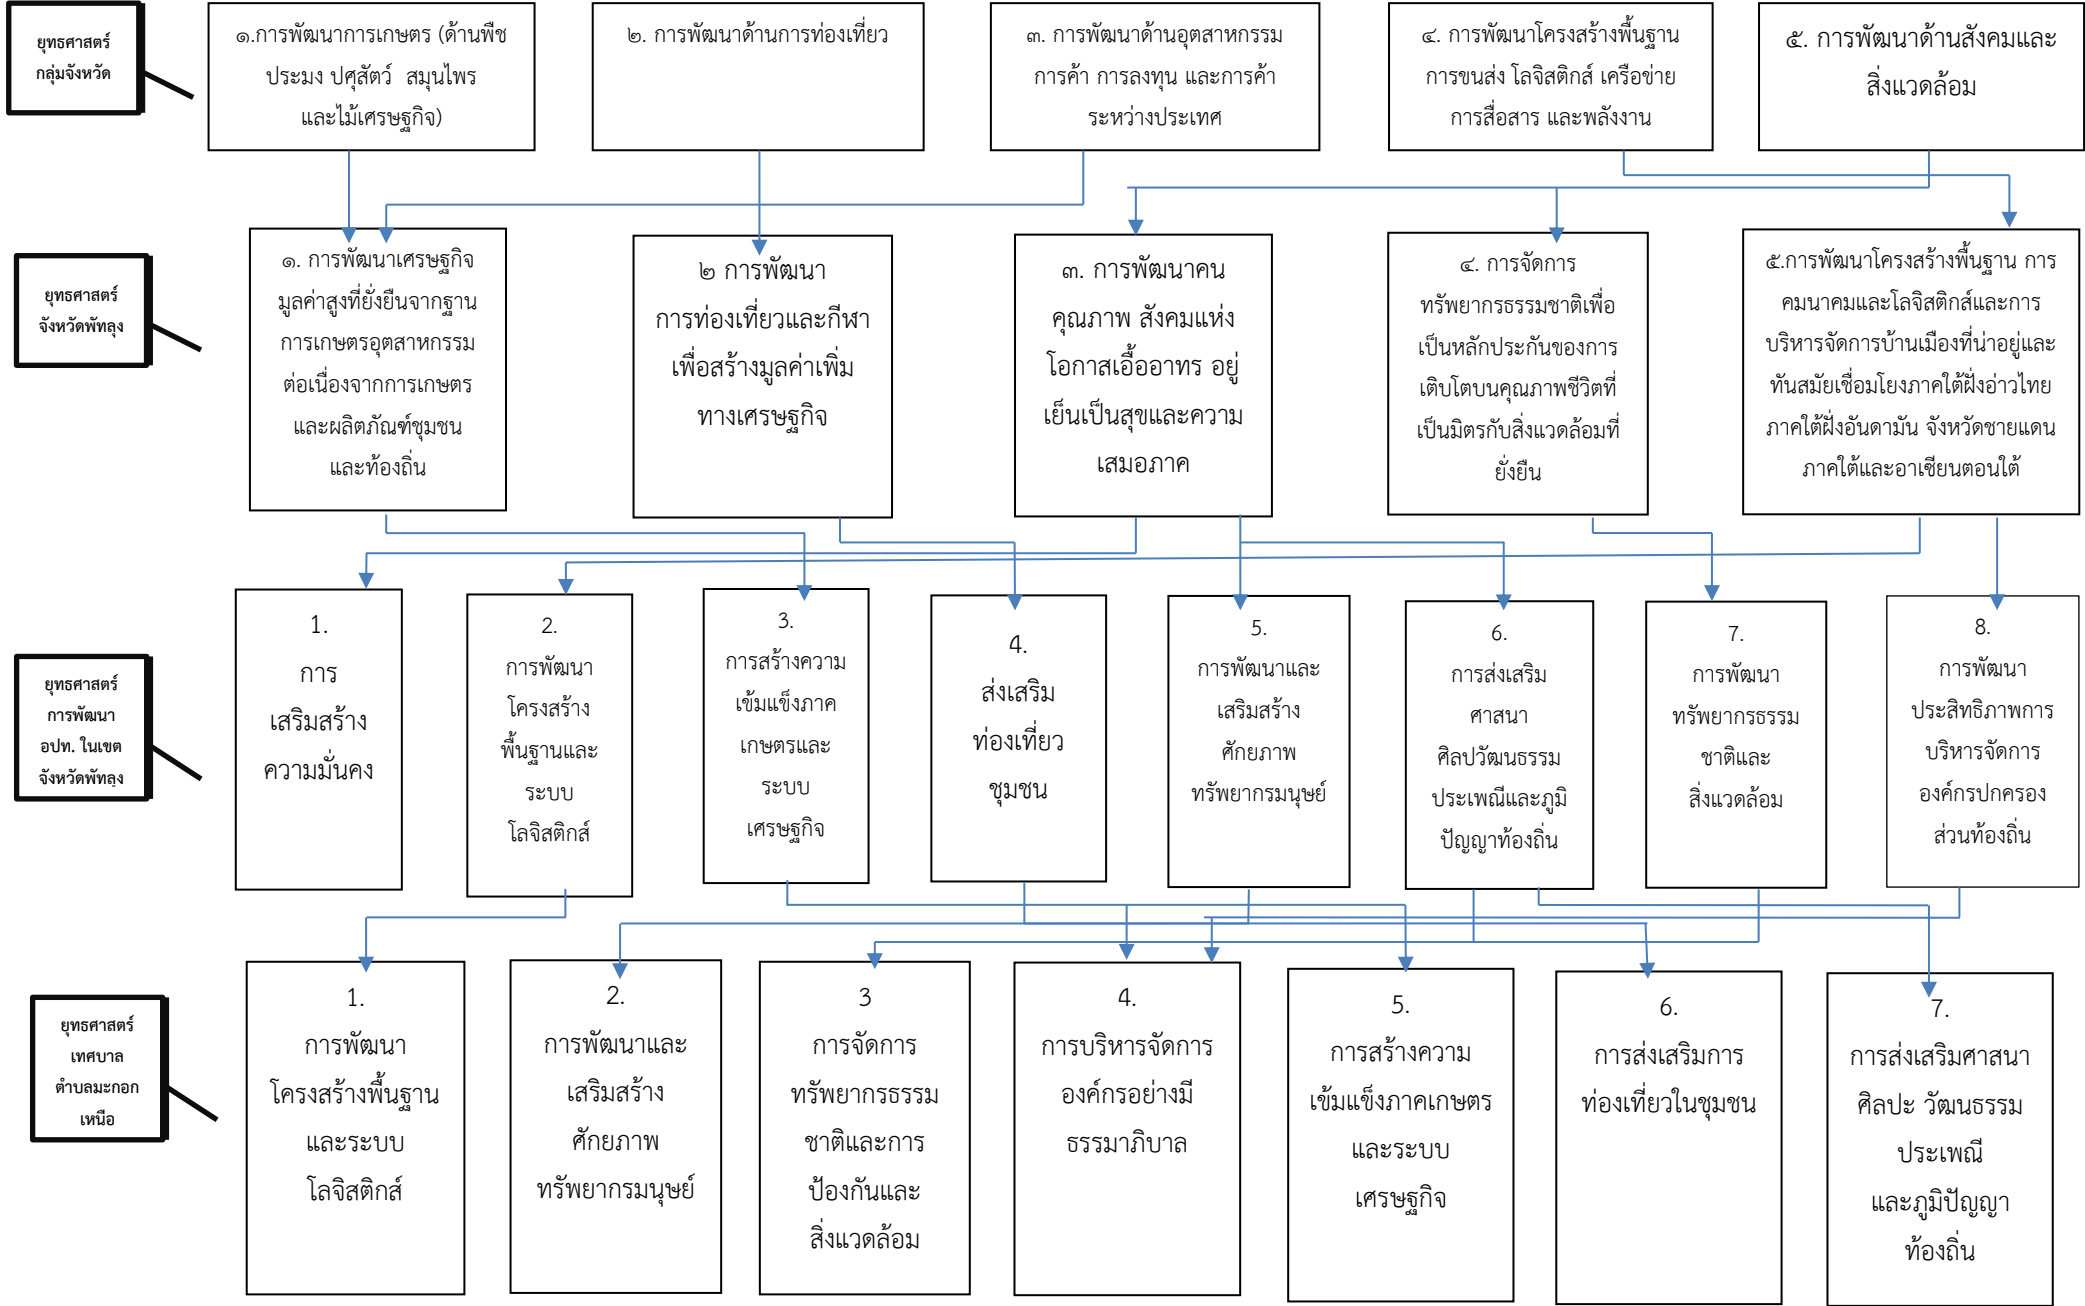 ยุทธศาสตร์
กลุ่มจังหวัด
๑.การพัฒนาการเกษตร (ด้านพืช
ประมง ปศุสัตว์ สมุนไพร
และไม้เศรษฐกิจ)
๒. การพัฒนาด้านการท่องเที่ยว
๓. การพัฒนาด้านอุตสาหกรรม
การค้า การลงทุน และการค้า
ระหว่างประเทศ
๔. การพัฒนาโครงสร้างพื้นฐาน
การขนส่ง โลจิสติกส์ เครือข่าย
การสื่อสาร และพลังงาน
๕. การพัฒนาด้านสังคมและ
สิ่งแวดล้อม
ยุทธศาสตร์
จังหวัดพัทลุง
๑. การพัฒนาเศรษฐกิจ
มูลค่าสูงที่ยั่งยืนจากฐาน
การเกษตรอุตสาหกรรม
ต่อเนื่องจากการเกษตร
และผลิตภัณฑ์ชุมชน
และท้องถิ่น
๒ การพัฒนา
การท่องเที่ยวและกีฬา
เพื่อสร้างมูลค่าเพิ่ม
ทางเศรษฐกิจ
๓. การพัฒนาคน
คุณภาพ สังคมแห่ง
โอกาสเอื้ออาทร อยู่
เย็นเป็นสุขและความ
เสมอภาค
๔. การจัดการ
ทรัพยากรธรรมชาติเพื่อ
เป็นหลักประกันของการ
เติบโตบนคุณภาพชีวิตที่
เป็นมิตรกับสิ่งแวดล้อมที่
ยั่งยืน
๕.การพัฒนาโครงสร้างพื้นฐาน การ
คมนาคมและโลจิสติกส์และการ
บริหารจัดการบ้านเมืองที่น่าอยู่และ
ทันสมัยเชื่อมโยงภาคใต้ฝั่งอ่าวไทย
ภาคใต้ฝั่งอันดามัน จังหวัดชายแดน
ภาคใต้และอาเซียนตอนใต้
ยุทธศาสตร์
การพัฒนา
อปท. ในเขต
จังหวัดพัทลุง
1.
การ
เสริมสร้าง
ความมั่นคง
2.
การพัฒนา
โครงสร้าง
พื้นฐานและ
ระบบ
โลจิสติกส์
3.
การสร้างความ
เข้มแข็งภาค
เกษตรและ
ระบบ
เศรษฐกิจ
4.
ส่งเสริม
ท่องเที่ยว
ชุมชน
5.
การพัฒนาและ
เสริมสร้าง
ศักยภาพ
ทรัพยากรมนุษย์
6.
การส่งเสริม
ศาสนา
ศิลปวัฒนธรรม
ประเพณีและภูมิ
ปัญญาท้องถิ่น
7.
การพัฒนา
ทรัพยากรธรรม
ชาติและ
สิ่งแวดล้อม
8.
การพัฒนา
ประสิทธิภาพการ
บริหารจัดการ
องค์กรปกครอง
ส่วนท้องถิ่น
ยุทธศาสตร์
เทศบาล
ตำบลมะกอก
เหนือ
1.
การพัฒนา
โครงสร้างพื้นฐาน
และระบบ
โลจิสติกส์
2.
การพัฒนาและ
เสริมสร้าง
ศักยภาพ
ทรัพยากรมนุษย์
3
การจัดการ
ทรัพยากรธรรม
ชาติและการ
ป้องกันและ
สิ่งแวดล้อม
4.
การบริหารจัดการ
องค์กรอย่างมี
ธรรมาภิบาล
5.
การสร้างความ
เข้มแข็งภาคเกษตร
และระบบ
เศรษฐกิจ
6.
การส่งเสริมการ
ท่องเที่ยวในชุมชน
7.
การส่งเสริมศาสนา
ศิลปะ วัฒนธรรม
ประเพณี
และภูมิปัญญา
ท้องถิ่น